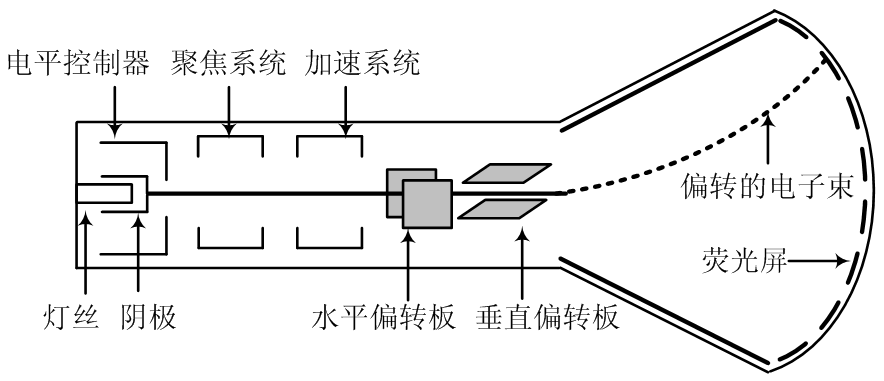 电平控制器
聚焦系统
加速系统
偏转的电子束
荧光屏
灯丝
阴极
水平偏转板
垂直偏转板